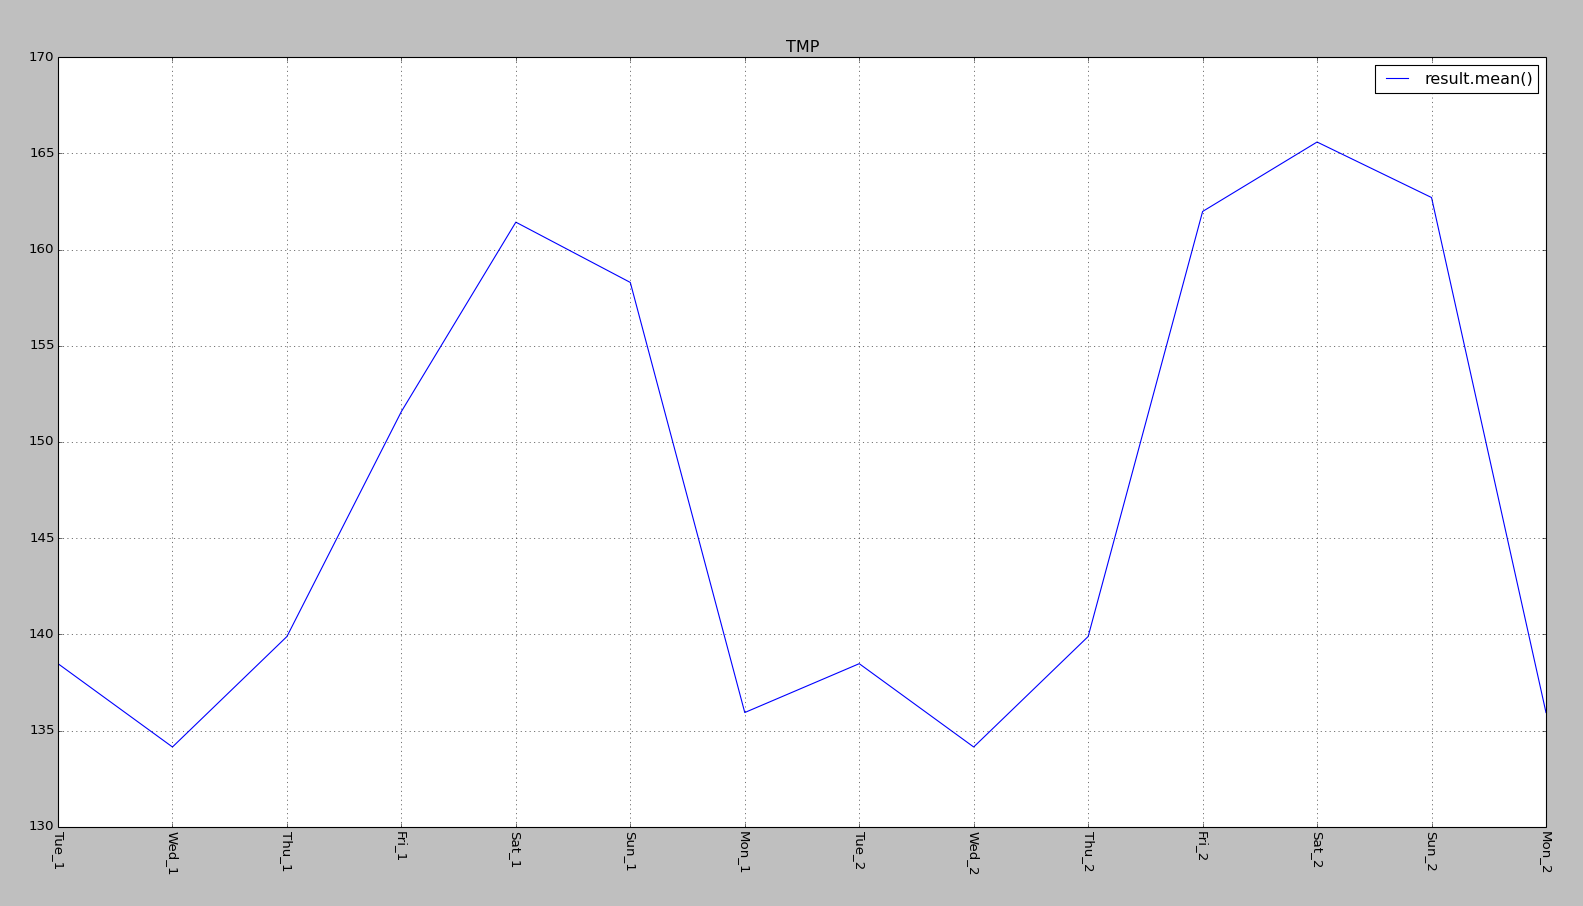 TMP
result.mean()
170
165
160
155
150
145
140
135
130
Tue_1
Wed_1
Thu_1
Fri_1
Sat_1
Sun_1
Mon_1
Tue_2
Wed_2
Thu_2
Fri_2
Sat_2
Sun_2
Mon_2